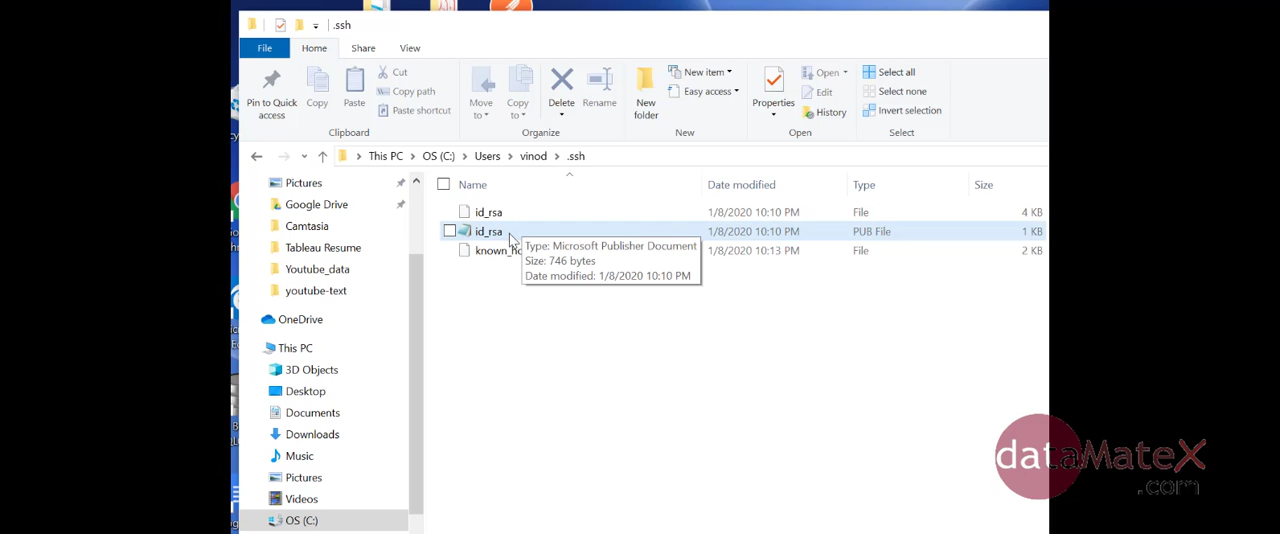 .ssh
File Home Share View
Pin to Quick access
Copy
Paste
Cut
Copy path
Paste shortcut
Clipboard
Move to
Copy to
Delete
Rename
Organize
New folder
New item
Easy access
New
Properties
Open
Edit
History
Open
Select all
Select none
Invert selection
Select
This PC > OS (C:) > Users > vinod > .ssh
Name Date modified Type Size
id_rsa 1/8/2020 10:10 PM File 4 KB
id_rsa 1/8/2020 10:10 PM PUB File 1 KB
1/8/2020 10:13 PM File 2 KB
Type: Microsoft Publisher Document
Size: 746 bytes
Date modified: 1/8/2020 10:10 PM
Pictures
Google Drive
Camtasia
Tableau Resume
Youtube_data
youtube-text
OneDrive
This PC
3D Objects
Desktop
Documents
Downloads
Music
Pictures
Videos
OS (C:)
dataMateX
.com